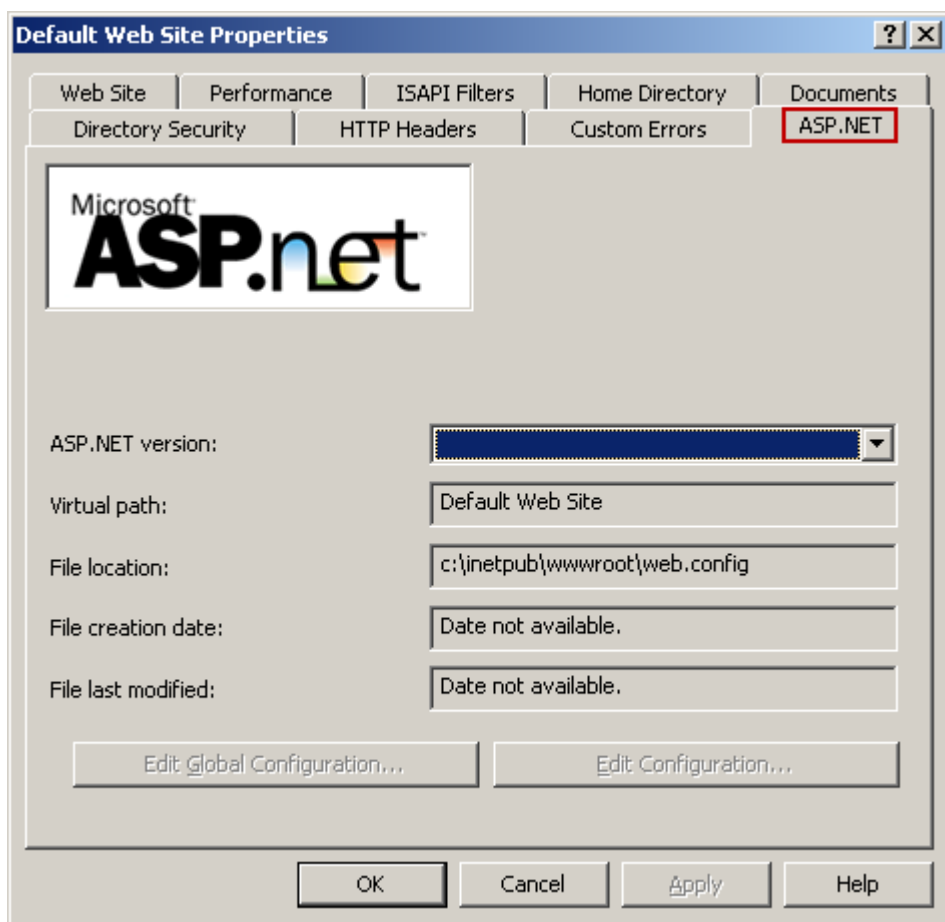 Default Web Site Properties
Web Site Performance ISAPI Filters Home Directory Documents
Directory Security HTTP Headers Custom Errors ASP.NET
Microsoft
ASP.net
ASP.NET version:
Virtual path: Default Web Site
File location: c:\inetpub\wwwroot\web.config
File creation date: Date not available.
File last modified: Date not available.
Edit Global Configuration... Edit Configuration...
OK Cancel Apply Help